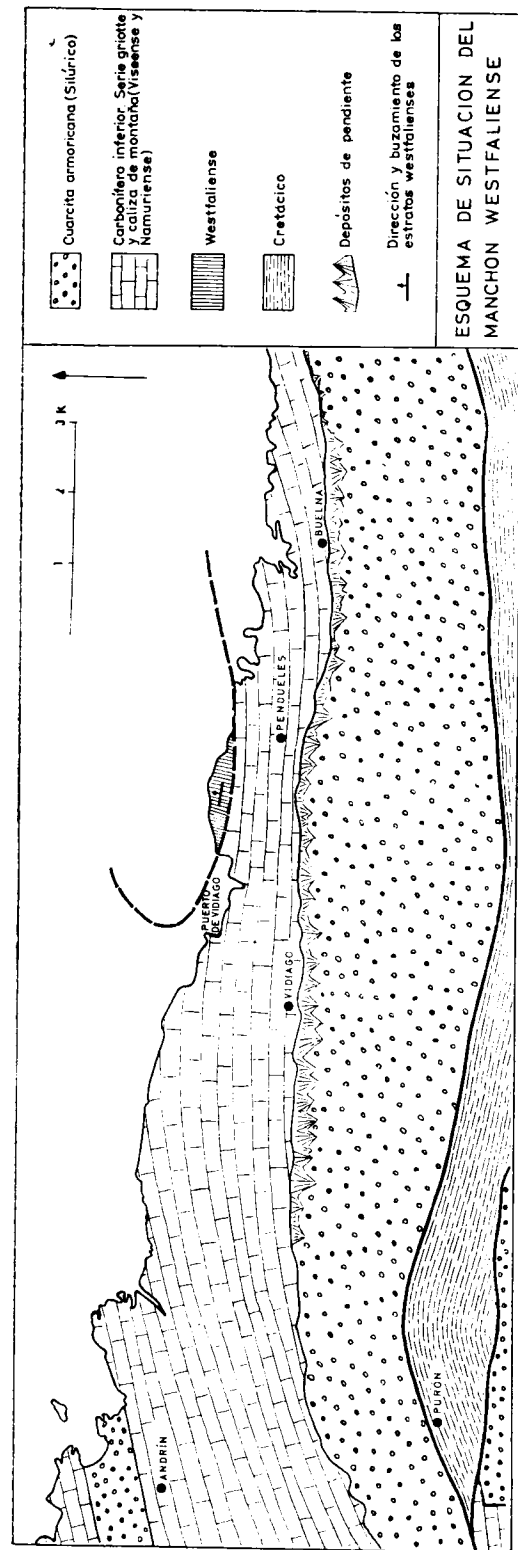 Cuarcita armoricana (Silúrico)
Carbonífero inferior. Serie griotte
y caliza de montaña (Viseense y
Namuriense)
Westfaliense
Cretácico
Depósitos de pendiente
Dirección y buzamiento de los
estratos westfalienses
ESQUEMA DE SITUACION DEL
MANCHON WESTFALIENSE
1
2
3 K
PUERTO
DE VIDIAGO
BUELNA
PENDUELES
VIDIAGO
ANDRÍN
PURÓN